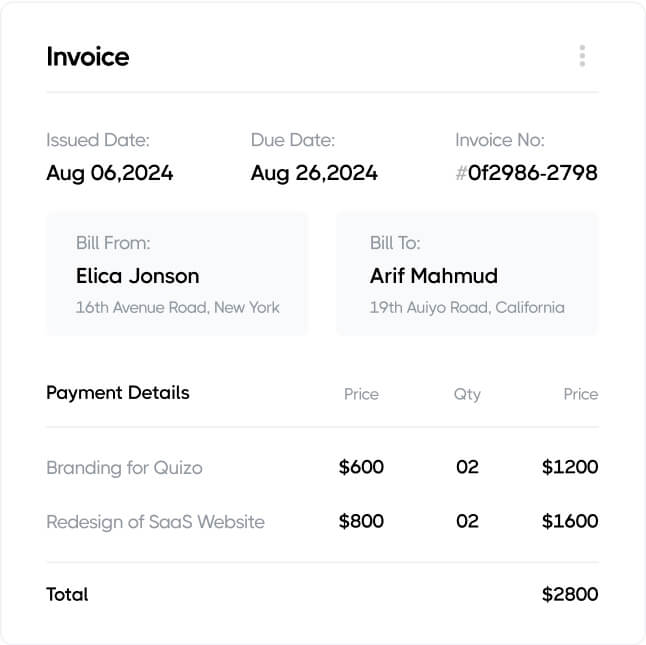 Invoice
Issued Date: Due Date: Invoice No:
Aug 06,2024 Aug 26,2024 #0f2986-2798
Bill From: Bill To:
Elica Jonson Arif Mahmud
16th Avenue Road, New York 19th Auiyo Road, California
Payment Details Price Qty Price
Branding for Quizo $600 02 $1200
Redesign of SaaS Website $800 02 $1600
Total $2800